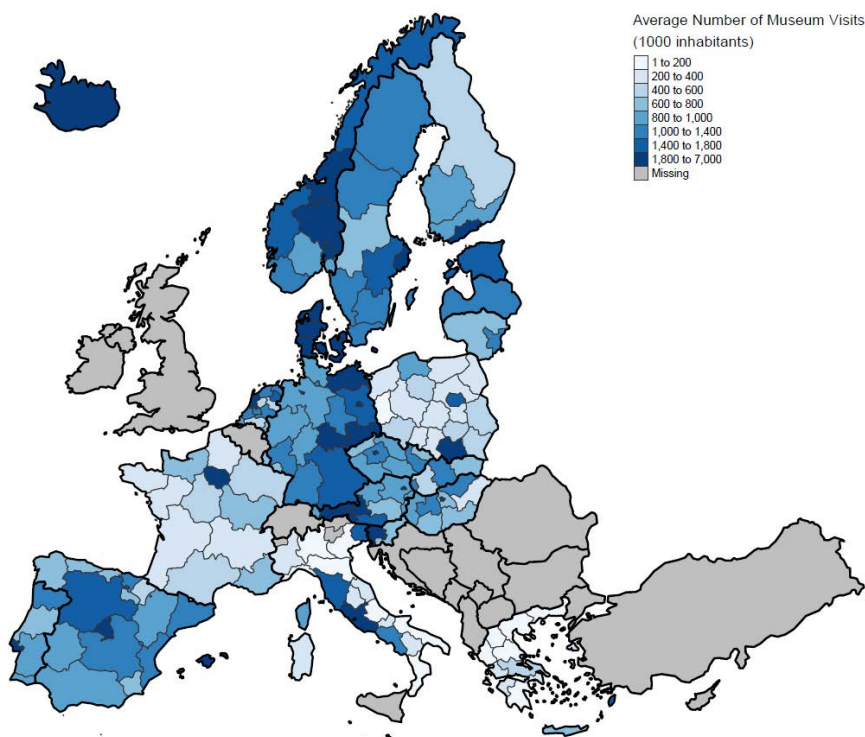 Average Number of Museum Visits
(1000 inhabitants)
1 to 200
200 to 400
400 to 600
600 to 800
800 to 1,000
1,000 to 1,400
1,400 to 1,800
1,800 to 7,000
Missing